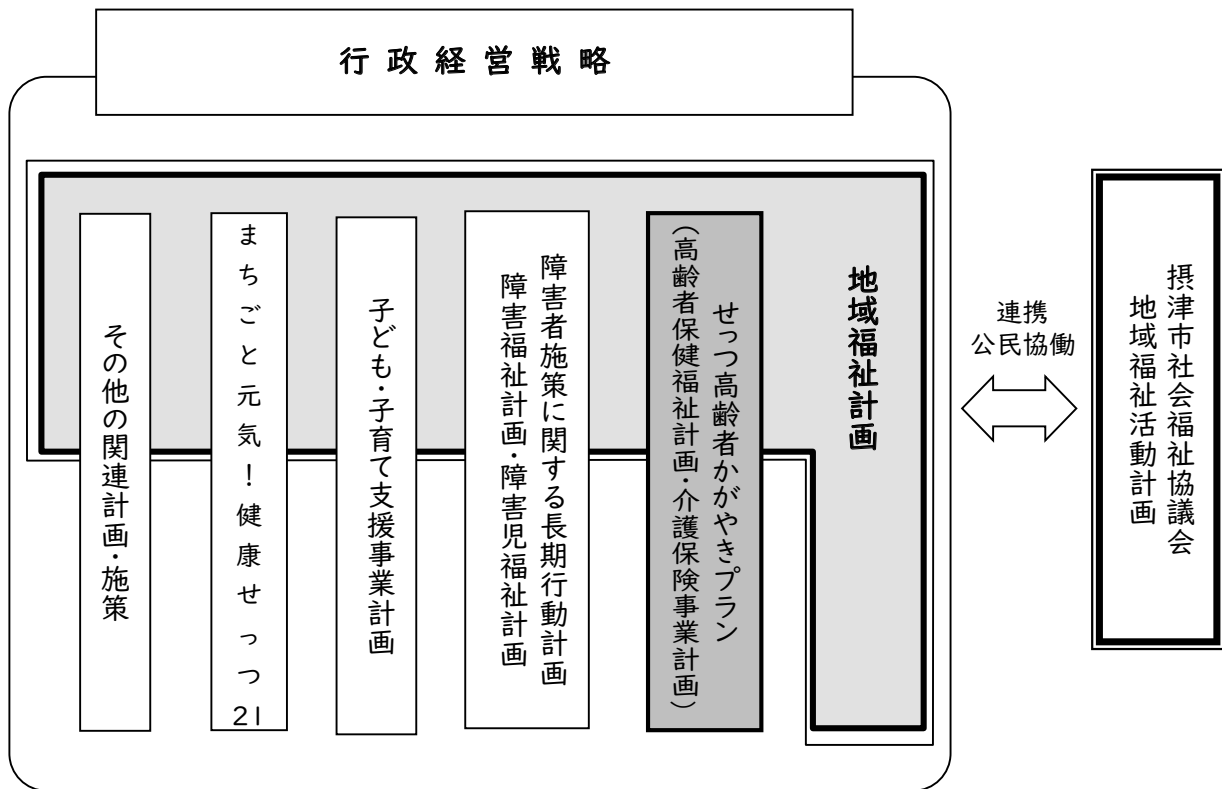 行政経営戦略
地域福祉計画
せっつ高齢者かがやきプラン
(高齢者保健福祉計画・介護保険事業計画)
障害者施策に関する長期行動計画
障害福祉計画・障害児福祉計画
子ども・子育て支援事業計画
まちごと元気!健康せっつ21
その他の関連計画・施策
連携
公民協働
摂津市社会福祉協議会
地域福祉活動計画